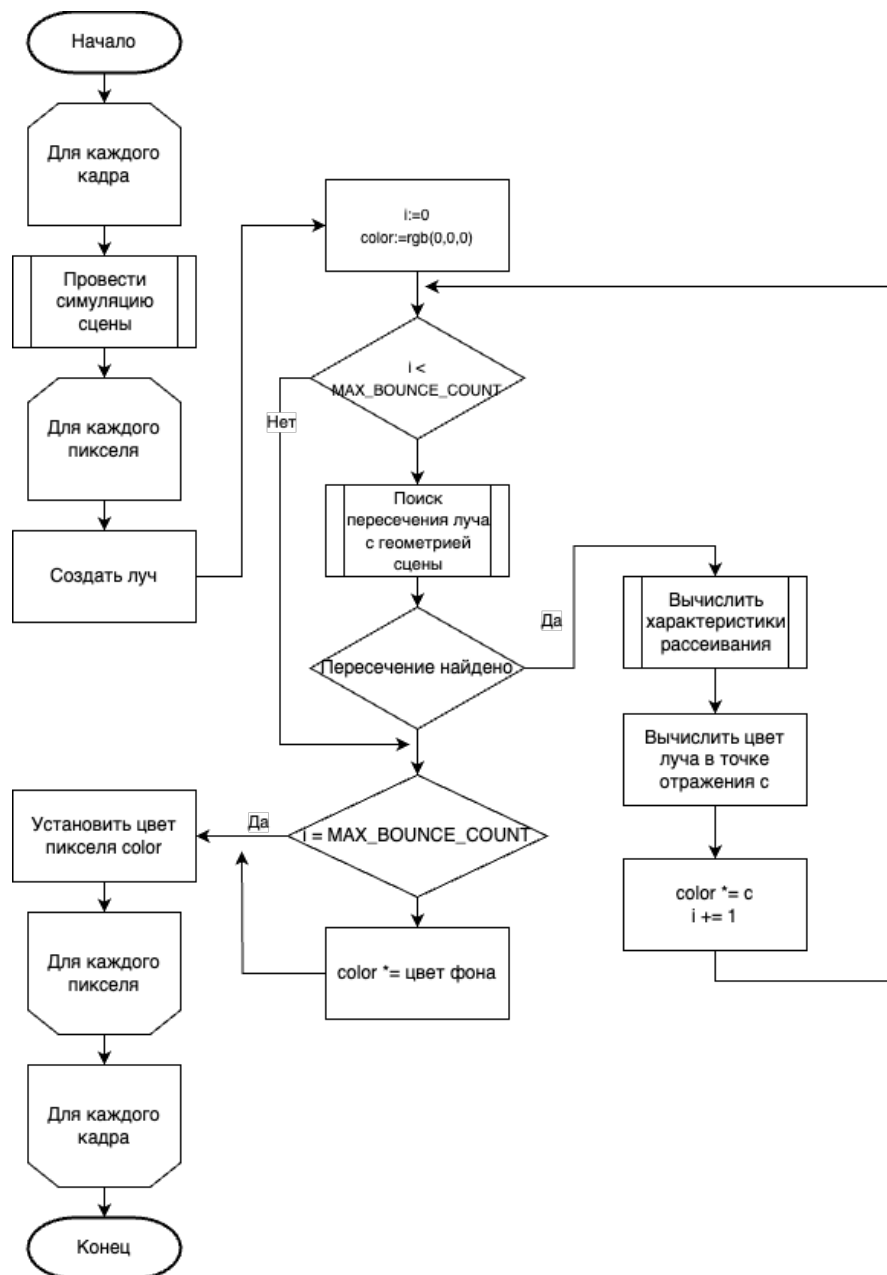 Начало
Для каждого
кадра
Провести
симуляцию
сцены
Для каждого
пикселя
Создать луч
i:=0
color:=rgb(0,0,0)
i <
MAX_BOUNCE_COUNT
Нет
Поиск
пересечения луча
с геометрией
сцены
Пересечение найдено
Да
Вычислить
характеристики
рассеивания
Вычислить цвет
луча в точке
отражения c
color *= c
i += 1
i = MAX_BOUNCE_COUNT
Да
color *= цвет фона
Установить цвет
пикселя color
Для каждого
пикселя
Для каждого
кадра
Конец